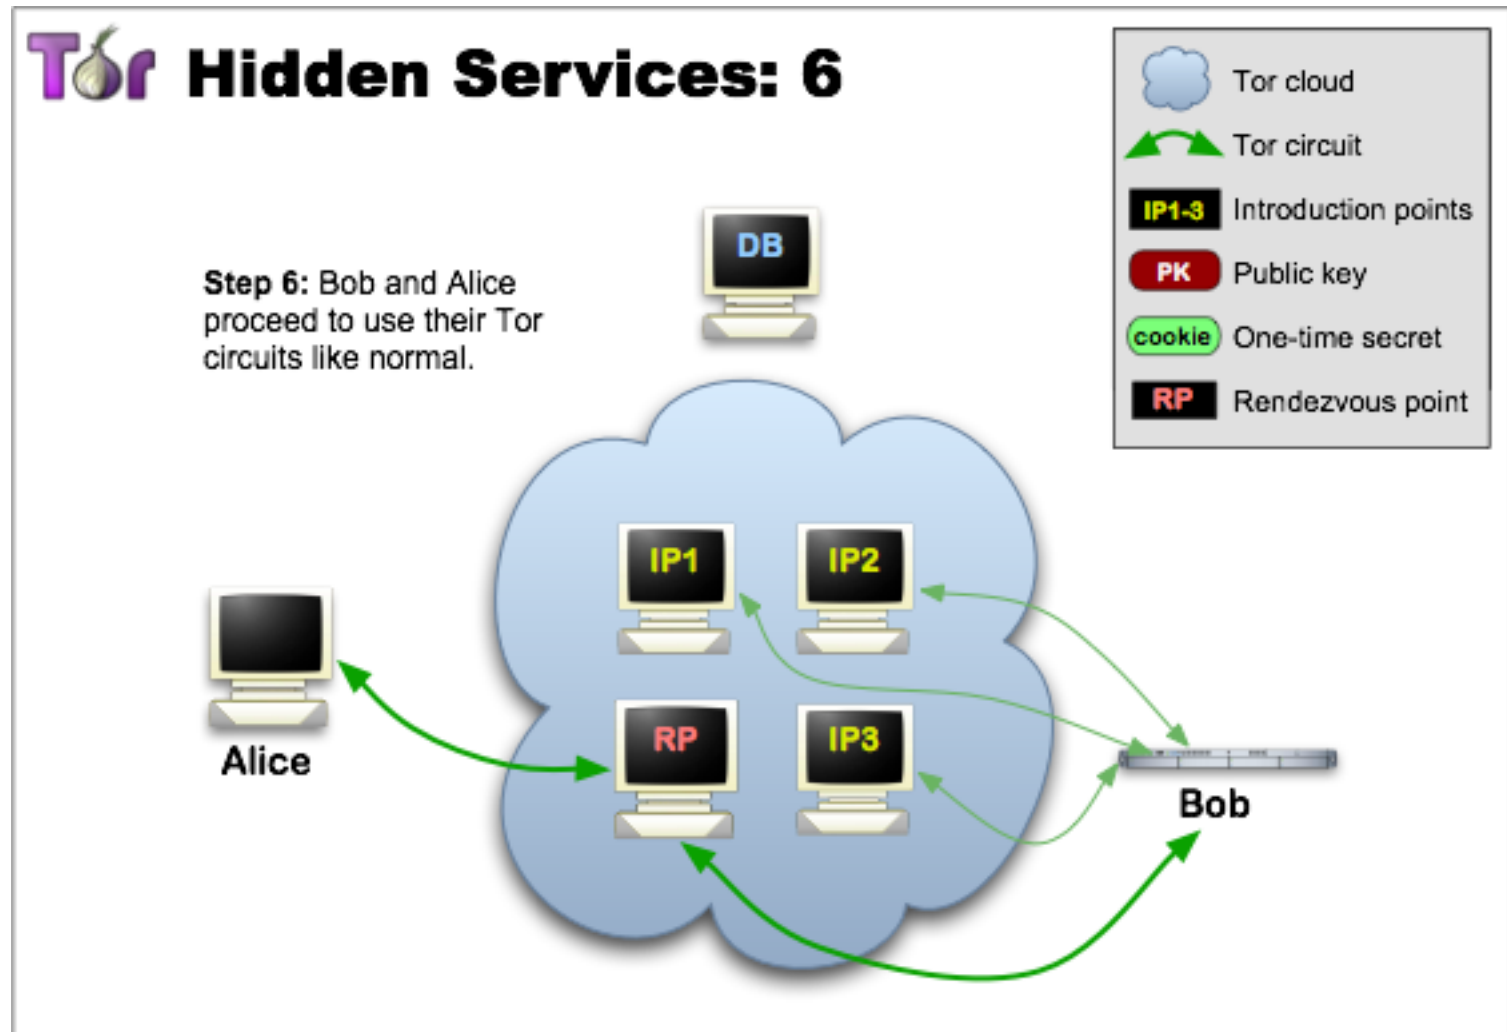 Tor Hidden Services: 6
Tor cloud
Tor circuit
IP1-3 Introduction points
PK Public key
cookie One-time secret
RP Rendezvous point
Step 6: Bob and Alice
proceed to use their Tor
circuits like normal.
DB
IP1 IP2
RP IP3
Alice
Bob